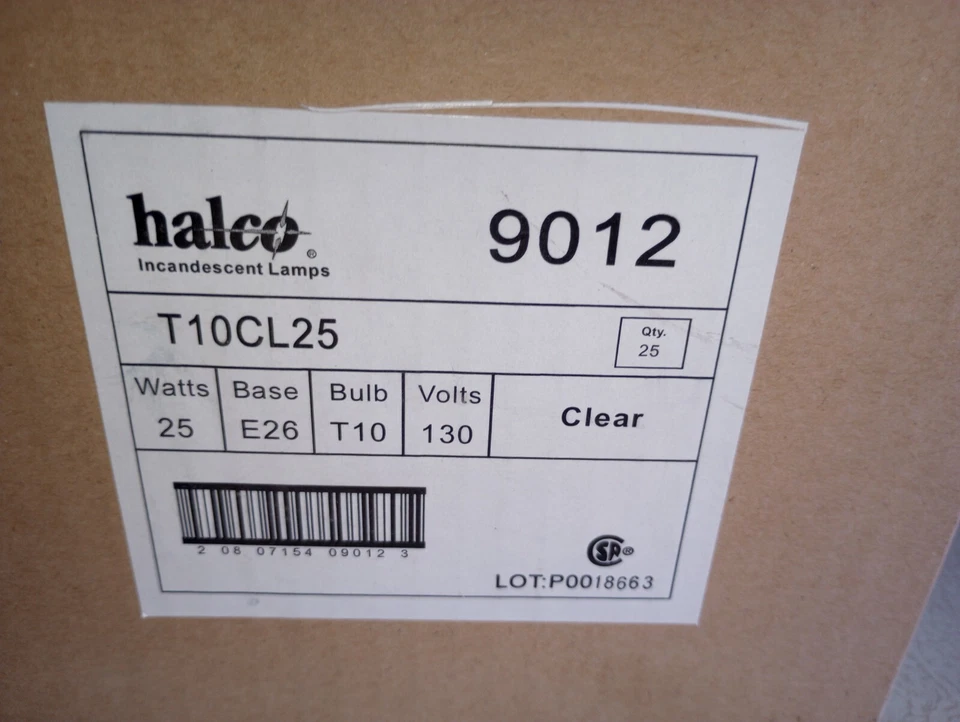 halco®
Incandescent Lamps
9012
T10CL25
Qty.
25
Watts Base Bulb Volts
25 E26 T10 130
Clear
2 08 07154 09012 3
SA®
LOT:P0018663